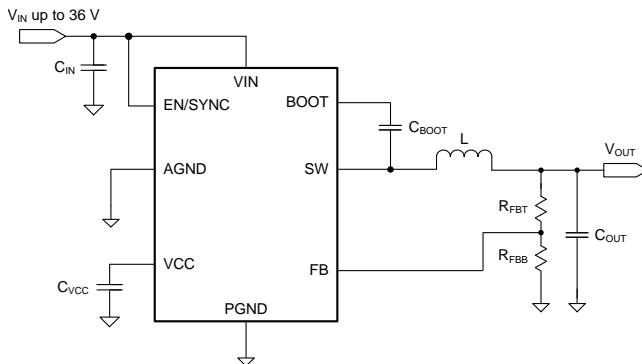 VIN up to 36 V
CIN
VIN
EN/SYNC
BOOT
CBOOT
L
VOUT
AGND
SW
RFBT
COUT
RFBB
VCC
FB
CVCC
PGND